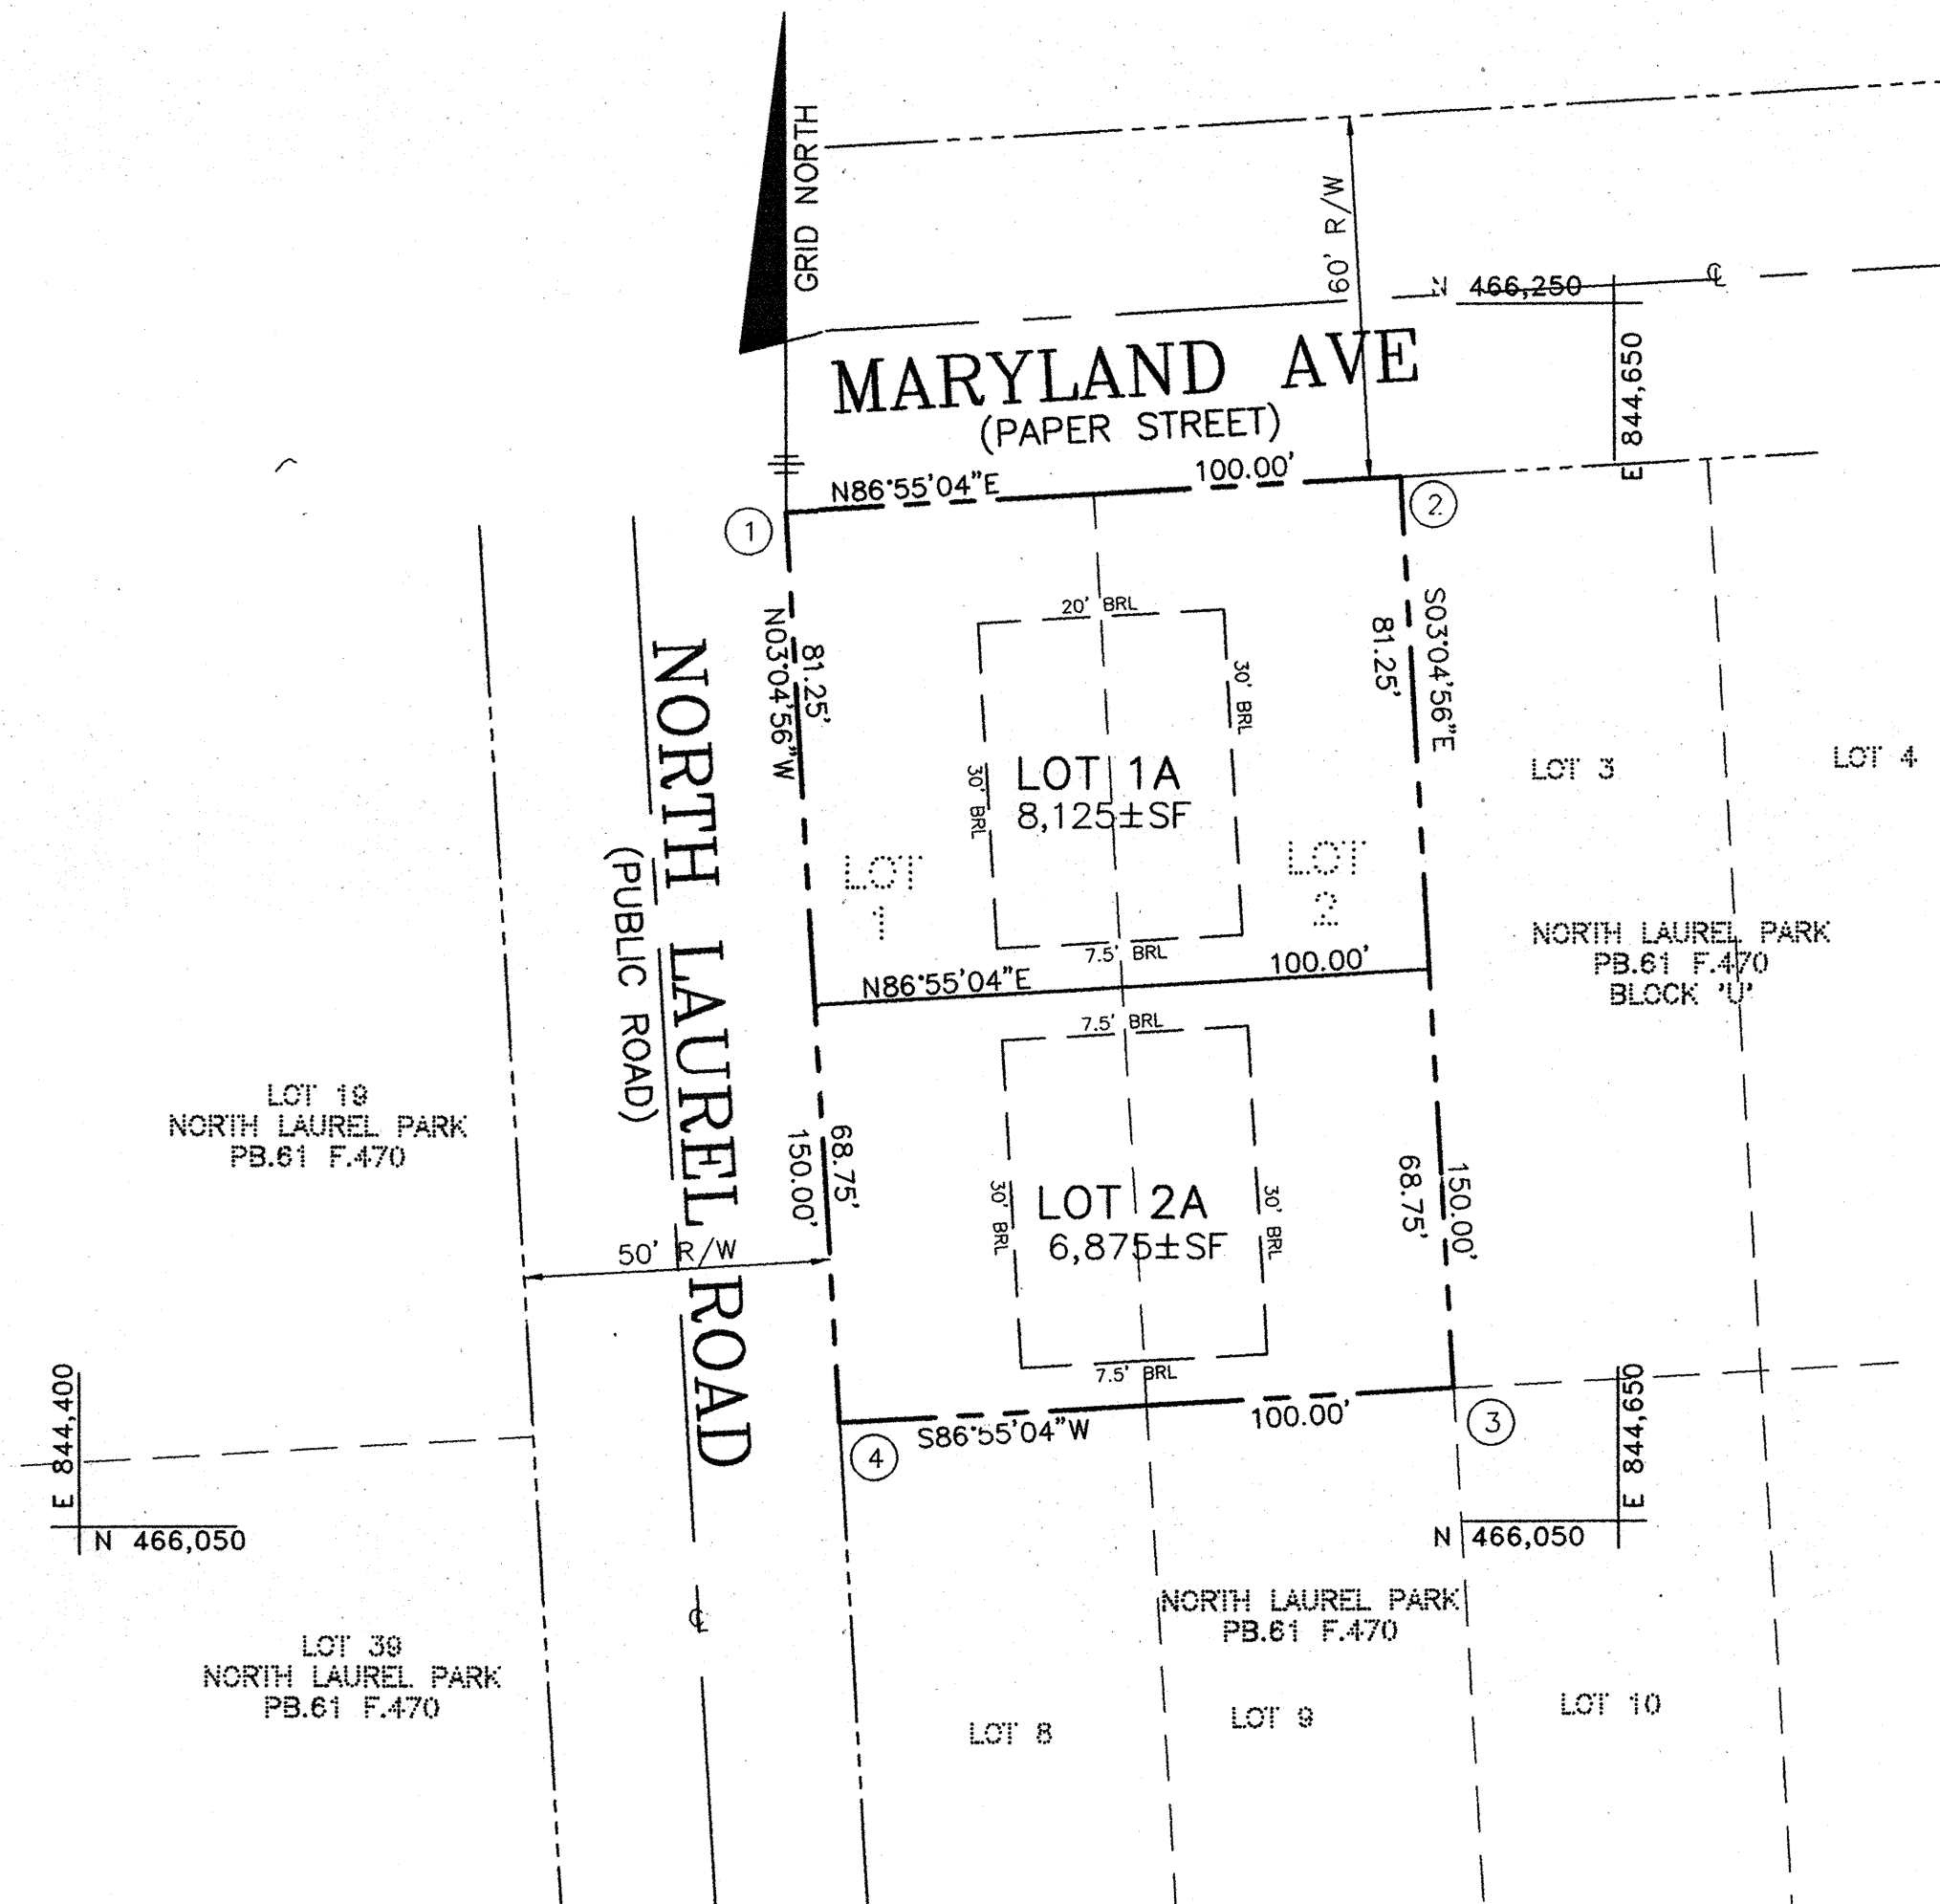 GRID NORTH
60' R/W
N 466,250
E 844,650
MARYLAND AVE
(PAPER STREET)
N86°55'04"E 100.00'
1
2
NORTH LAUREL ROAD
(PUBLIC ROAD)
N03°04'56"W
81.25'
S03°04'56"E
81.25'
20' BRL
30' BRL
30' BRL
LOT 1A
8,125±SF
LOT
1
LOT
2
7.5' BRL
N86°55'04"E 100.00'
LOT 3
LOT 4
NORTH LAUREL PARK
PB.61 F.470
BLOCK 'U'
7.5' BRL
30' BRL
30' BRL
LOT 2A
6,875±SF
7.5' BRL
68.75'
150.00'
68.75'
150.00'
50' R/W
LOT 19
NORTH LAUREL PARK
PB.61 F.470
S86°55'04"W 100.00'
4
3
E 844,400
N 466,050
E 844,650
N 466,050
LOT 39
NORTH LAUREL PARK
PB.61 F.470
NORTH LAUREL PARK
PB.61 F.470
LOT 8
LOT 9
LOT 10